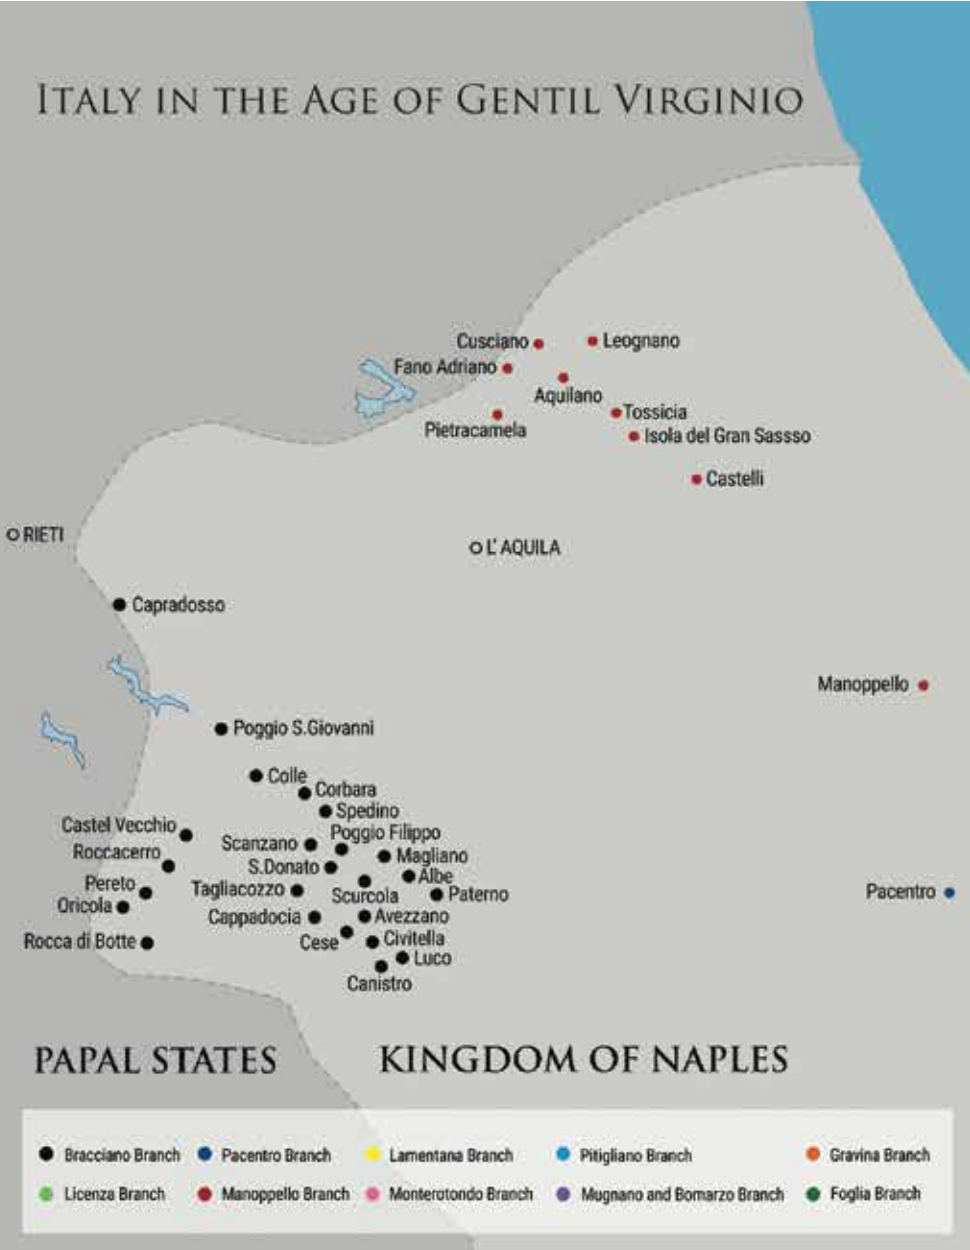 Italy in the Age of Gentil Virginio
Cusciano
Leognano
Fano Adriano
Aquilano
Tossicia
Pietracamela
Isola del Gran Sassso
Castelli
RIETI
L'AQUILA
Capradosso
Manoppello
Poggio S.Giovanni
Colle
Corbara
Spedino
Castel Vecchio
Poggio Filippo
Scanzano
Roccacerro
Magliano
S.Donato
Albe
Pereto
Tagliacozzo
Scurcola
Paterno
Pacentro
Oricola
Cappadocia
Avezzano
Rocca di Botte
Cese
Civitella
Luco
Canistro
PAPAL STATES
KINGDOM OF NAPLES
Bracciano Branch
Pacentro Branch
Lamentana Branch
Pitigliano Branch
Gravina Branch
Licenza Branch
Manoppello Branch
Monterotondo Branch
Mugnano and Bomarzo Branch
Foglia Branch